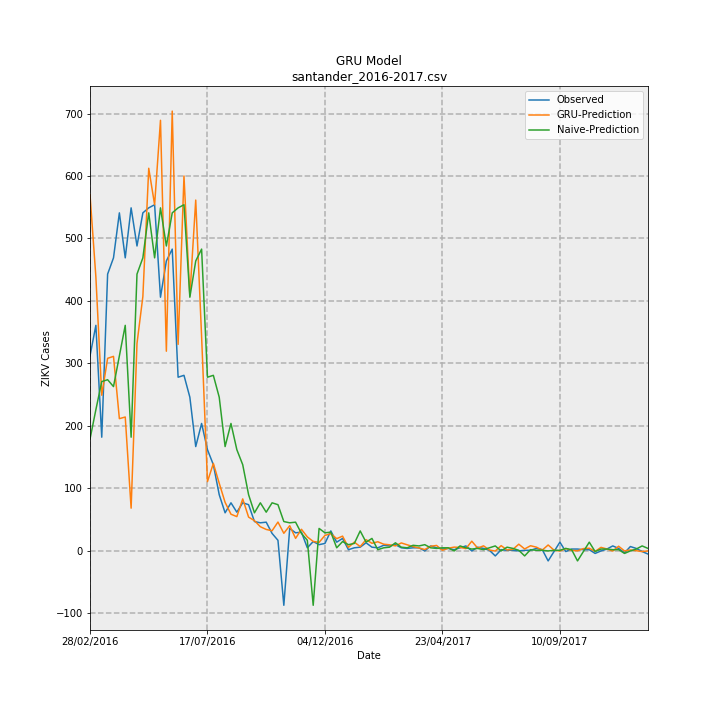 GRU Model
santander_2016-2017.csv
Observed
GRU-Prediction
Naive-Prediction
ZIKV Cases
700
600
500
400
300
200
100
0
−100
28/02/2016
17/07/2016
04/12/2016
23/04/2017
10/09/2017
Date